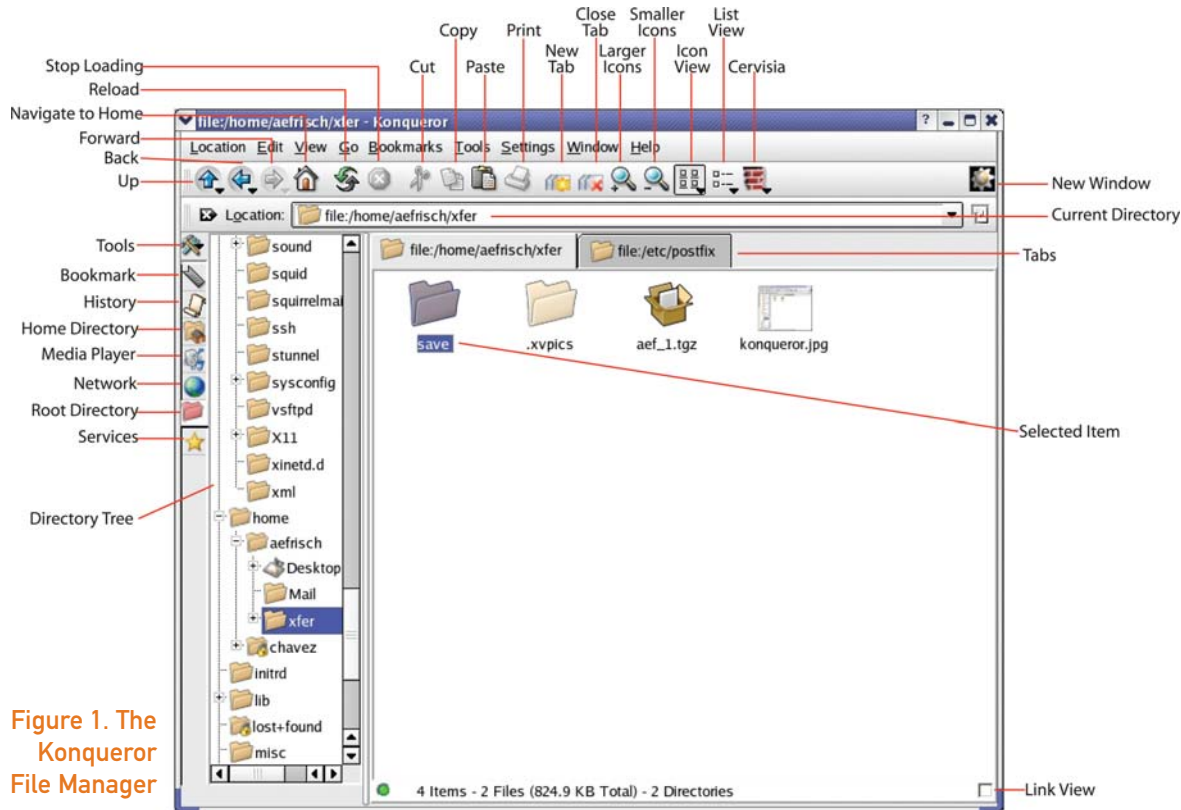 Close
Tab
Smaller
Icons
List
View
Copy
Print
New
Tab
Larger
Icons
Icon
View
Stop Loading
Cut
Paste
Cervisia
Reload
Navigate to Home
Forward
Back
Up
file:/home/aefrisch/xfer - Konqueror
?
Location Edit View Go Bookmarks Tools Settings Window Help
New Window
Location: file:/home/aefrisch/xfer
Current Directory
Tools
Bookmark
History
Home Directory
Media Player
Network
Root Directory
Services
Directory Tree
sound
squid
squirrelmai
ssh
stunnel
sysconfig
vsftpd
X11
xinetd.d
xml
home
aefrisch
Desktop
Mail
xfer
chavez
initrd
lib
lost+found
misc
file:/home/aefrisch/xfer
file:/etc/postfix
Tabs
save
.xvpics
aef_1.tgz
konqueror.jpg
Selected Item
4 Items - 2 Files (824.9 KB Total) - 2 Directories
Link View
Figure 1. The
Konqueror
File Manager